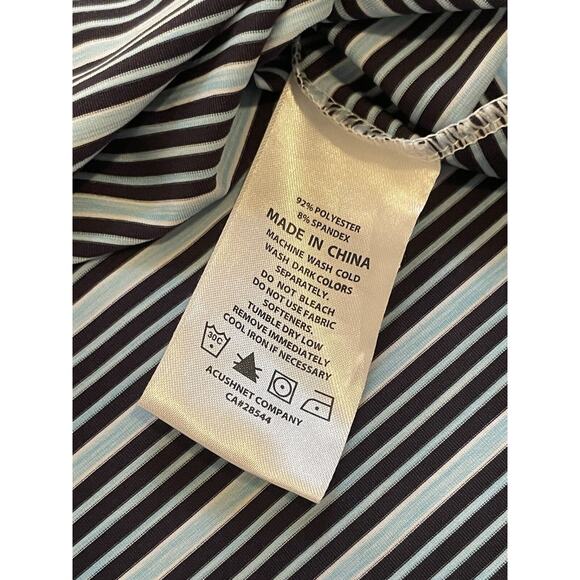 92% POLYESTER
8% SPANDEX
MADE IN CHINA
MACHINE WASH COLD
WASH DARK COLORS
SEPARATELY.
DO NOT BLEACH
DO NOT USE FABRIC
SOFTENERS.
TUMBLE DRY LOW
REMOVE IMMEDIATELY
COOL IRON IF NECESSARY
30C
ACUSHNET COMPANY
CA#28544